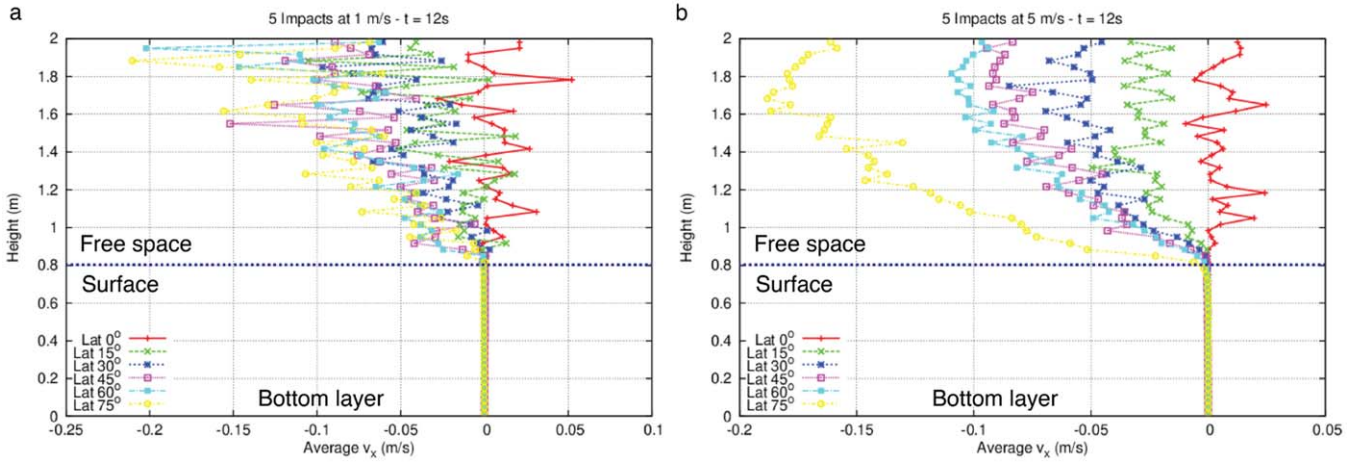 a
5 Impacts at 1 m/s - t = 12s
2
1.8
1.6
1.4
1.2
1
0.8
0.6
0.4
0.2
0
Height (m)
Free space
Surface
Lat 0°
Lat 15°
Lat 30°
Lat 45°
Lat 60°
Lat 75°
Bottom layer
-0.25 -0.2 -0.15 -0.1 -0.05 0 0.05 0.1
Average vₓ (m/s)
b
5 Impacts at 5 m/s - t = 12s
2
1.8
1.6
1.4
1.2
1
0.8
0.6
0.4
0.2
0
Height (m)
Free space
Surface
Lat 0°
Lat 15°
Lat 30°
Lat 45°
Lat 60°
Lat 75°
Bottom layer
-0.2 -0.15 -0.1 -0.05 0 0.05
Average vₓ (m/s)